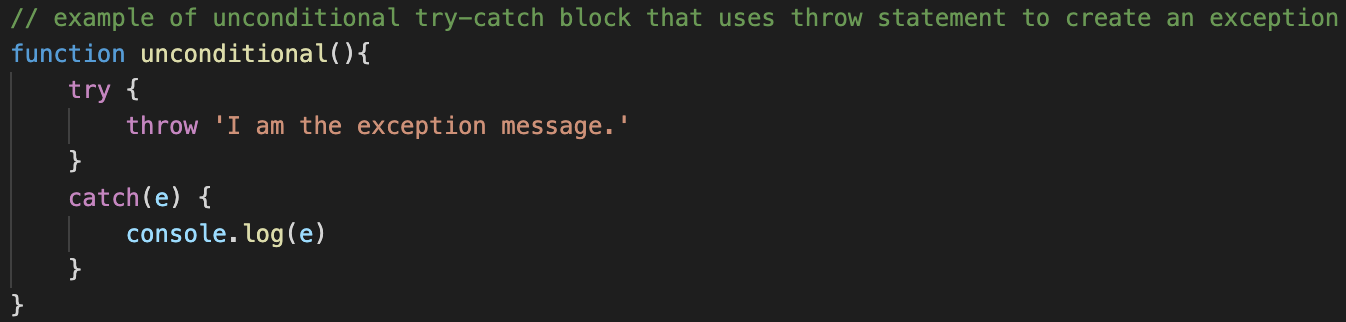 // example of unconditional try-catch block that uses throw statement to create an exception
function unconditional(){
    try {
        throw 'I am the exception message.'
    }
    catch(e) {
        console.log(e)
    }
}